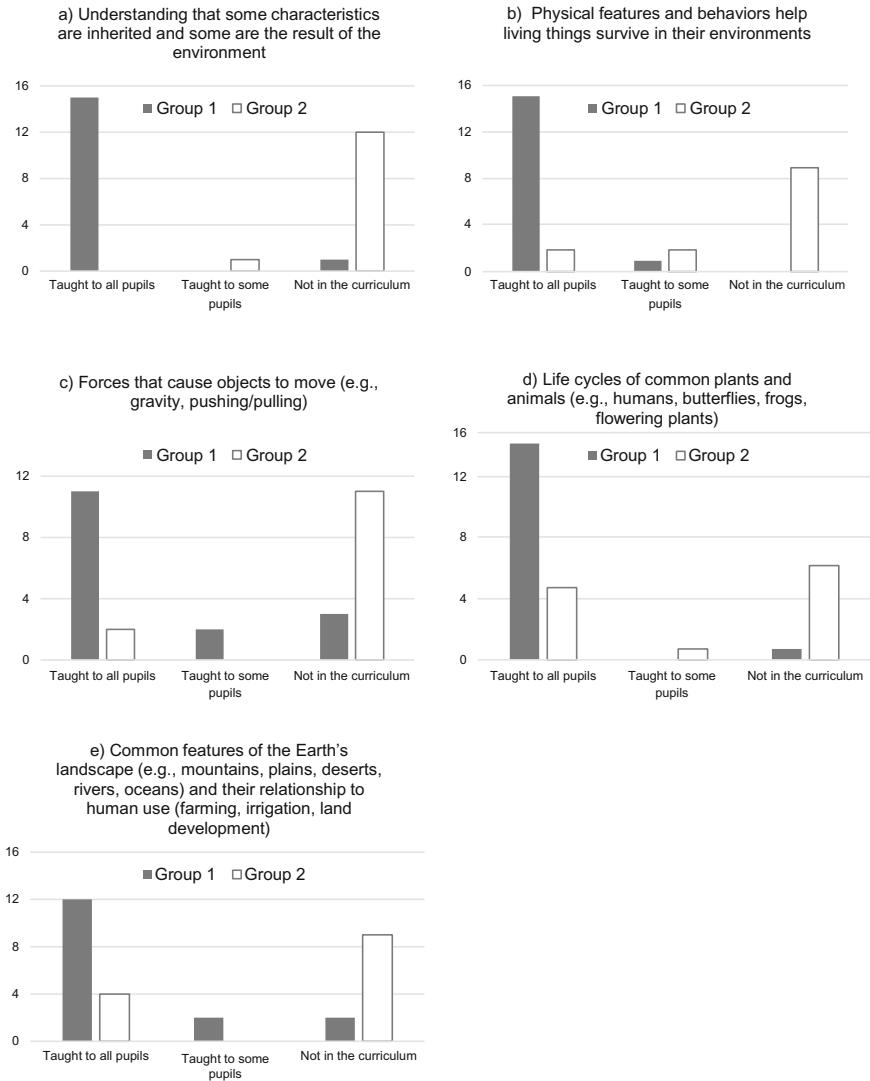 a) Understanding that some characteristics
are inherited and some are the result of the
environment
16
12
8
4
0
Group 1 Group 2
Taught to all pupils
Taught to some
pupils
Not in the curriculum
b) Physical features and behaviors help
living things survive in their environments
16
12
8
4
0
Group 1 Group 2
Taught to all pupils
Taught to some
pupils
Not in the curriculum
c) Forces that cause objects to move (e.g.,
gravity, pushing/pulling)
12
8
4
0
Group 1 Group 2
Taught to all pupils
Taught to some
pupils
Not in the curriculum
d) Life cycles of common plants and
animals (e.g., humans, butterflies, frogs,
flowering plants)
16
12
8
4
0
Group 1 Group 2
Taught to all pupils
Taught to some
pupils
Not in the curriculum
e) Common features of the Earth's
landscape (e.g., mountains, plains, deserts,
rivers, oceans) and their relationship to
human use (farming, irrigation, land
development)
16
12
8
4
0
Group 1 Group 2
Taught to all pupils
Taught to some
pupils
Not in the curriculum